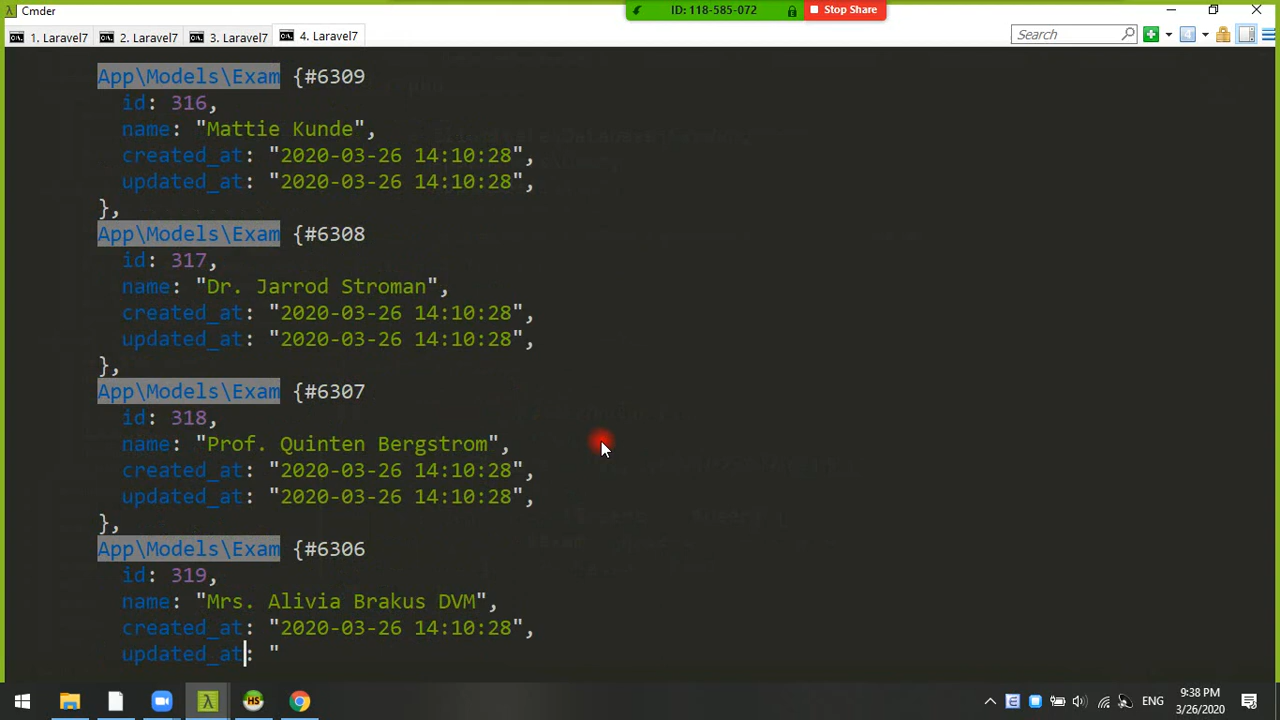 Cmder
ID: 118-585-072
Stop Share
1. Laravel7
2. Laravel7
3. Laravel7
4. Laravel7
Search
App\Models\Exam {#6309
id: 316,
name: "Mattie Kunde",
created_at: "2020-03-26 14:10:28",
updated_at: "2020-03-26 14:10:28",
},
App\Models\Exam {#6308
id: 317,
name: "Dr. Jarrod Stroman",
created_at: "2020-03-26 14:10:28",
updated_at: "2020-03-26 14:10:28",
},
App\Models\Exam {#6307
id: 318,
name: "Prof. Quinten Bergstrom",
created_at: "2020-03-26 14:10:28",
updated_at: "2020-03-26 14:10:28",
},
App\Models\Exam {#6306
id: 319,
name: "Mrs. Alivia Brakus DVM",
created_at: "2020-03-26 14:10:28",
updated_at: "
ENG
9:38 PM
3/26/2020